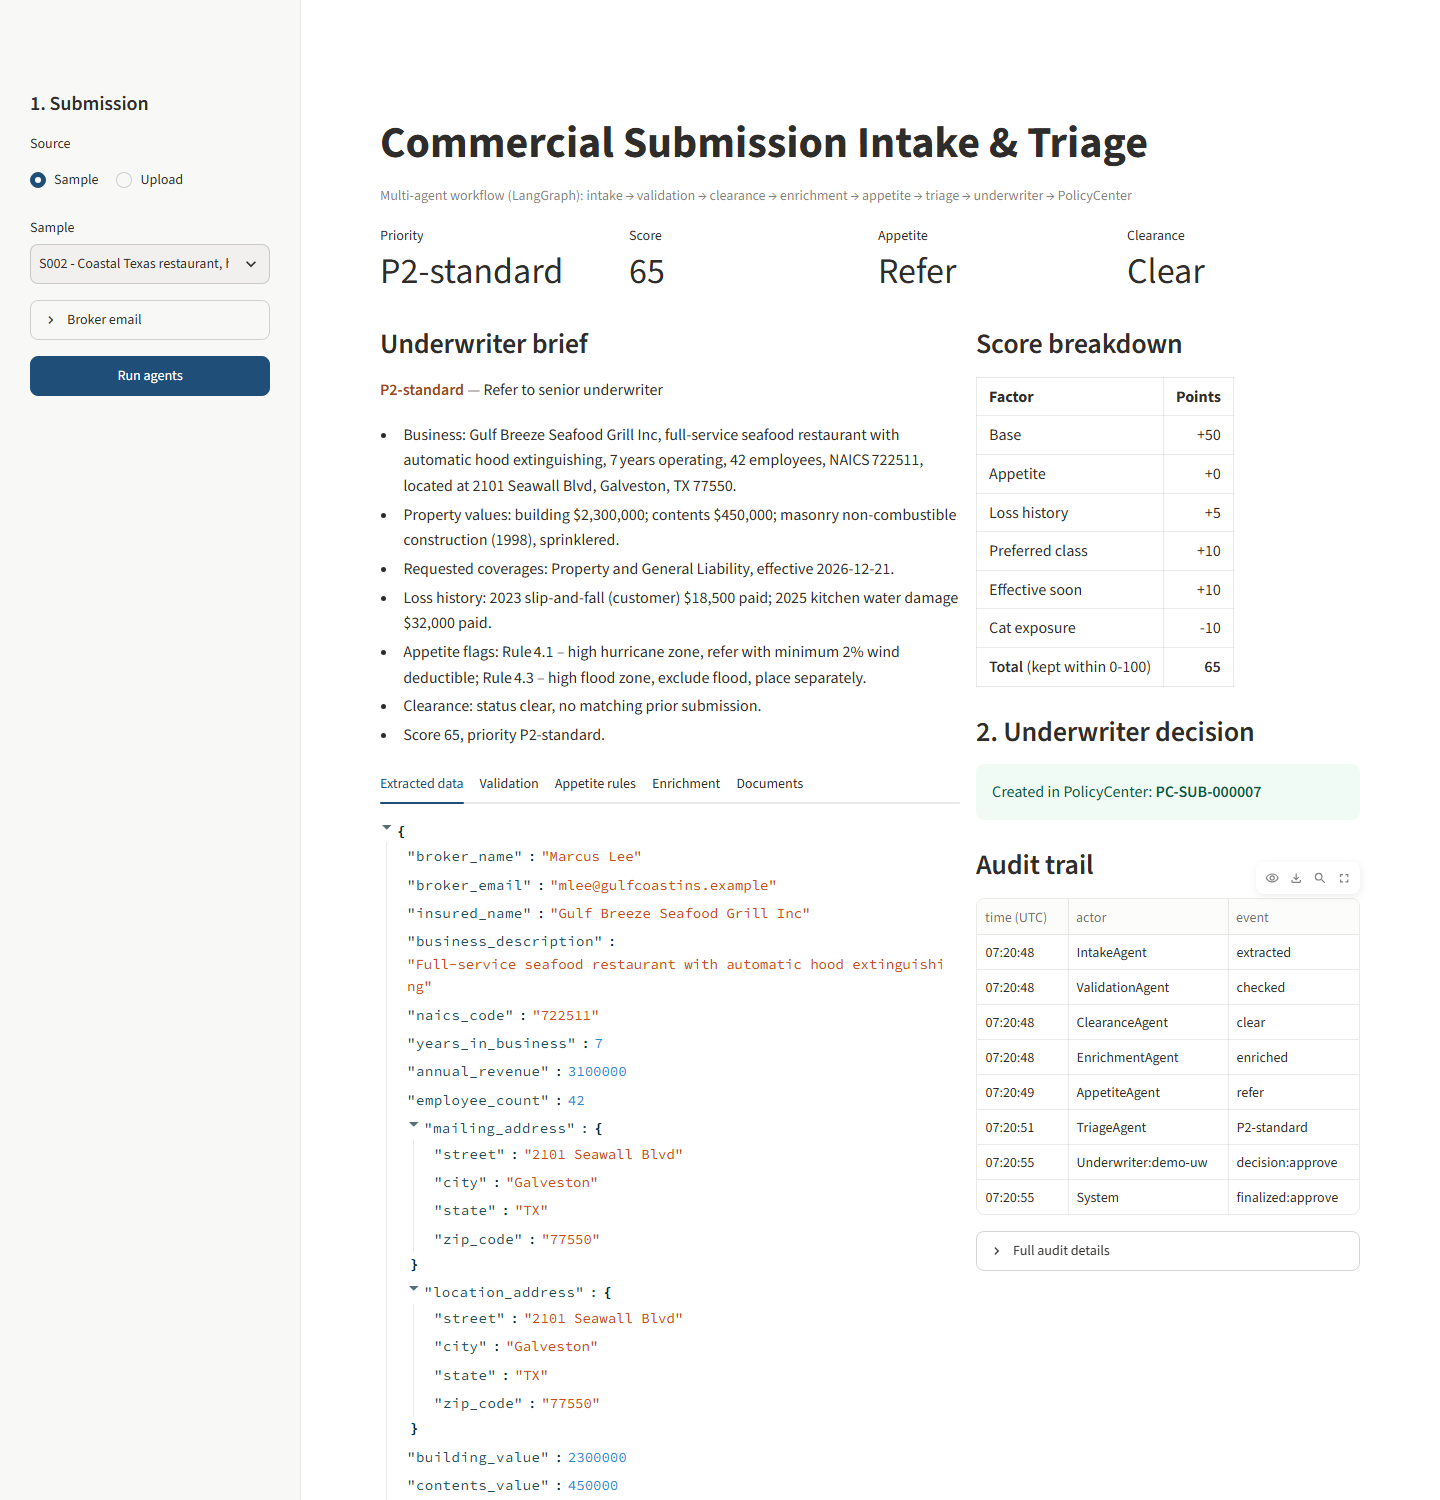 1. Submission
Source
Sample
Upload
Sample
S002 - Coastal Texas restaurant,
Broker email
Run agents
Commercial Submission Intake & Triage
Multi-agent workflow (LangGraph): intake → validation → clearance → enrichment → appetite → triage → underwriter → PolicyCenter
Priority
P2-standard
Score
65
Appetite
Refer
Clearance
Clear
Underwriter brief
P2-standard — Refer to senior underwriter
• Business: Gulf Breeze Seafood Grill Inc, full-service seafood restaurant with
automatic hood extinguishing, 7 years operating, 42 employees, NAICS 722511,
located at 2101 Seawall Blvd, Galveston, TX 77550.
• Property values: building $2,300,000; contents $450,000; masonry non-combustible
construction (1998), sprinklered.
• Requested coverages: Property and General Liability, effective 2026-12-21.
• Loss history: 2023 slip-and-fall (customer) $18,500 paid; 2025 kitchen water damage
$32,000 paid.
• Appetite flags: Rule 4.1 – high hurricane zone, refer with minimum 2% wind
deductible; Rule 4.3 – high flood zone, exclude flood, place separately.
• Clearance: status clear, no matching prior submission.
• Score 65, priority P2-standard.
Extracted data Validation Appetite rules Enrichment Documents
{
"broker_name" : "Marcus Lee"
"broker_email" : "mlee@gulfcoastins.example"
"insured_name" : "Gulf Breeze Seafood Grill Inc"
"business_description" :
"Full-service seafood restaurant with automatic hood extinguishi
ng"
"naics_code" : "722511"
"years_in_business" : 7
"annual_revenue" : 3100000
"employee_count" : 42
"mailing_address" : {
"street" : "2101 Seawall Blvd"
"city" : "Galveston"
"state" : "TX"
"zip_code" : "77550"
}
"location_address" : {
"street" : "2101 Seawall Blvd"
"city" : "Galveston"
"state" : "TX"
"zip_code" : "77550"
}
"building_value" : 2300000
"contents_value" : 450000
Score breakdown
Factor Points
Base +50
Appetite +0
Loss history +5
Preferred class +10
Effective soon +10
Cat exposure -10
Total (kept within 0-100) 65
2. Underwriter decision
Created in PolicyCenter: PC-SUB-000007
Audit trail
time (UTC) actor event
07:20:48 IntakeAgent extracted
07:20:48 ValidationAgent checked
07:20:48 ClearanceAgent clear
07:20:48 EnrichmentAgent enriched
07:20:49 AppetiteAgent refer
07:20:51 TriageAgent P2-standard
07:20:55 Underwriter:demo-uw decision:approve
07:20:55 System finalized:approve
Full audit details